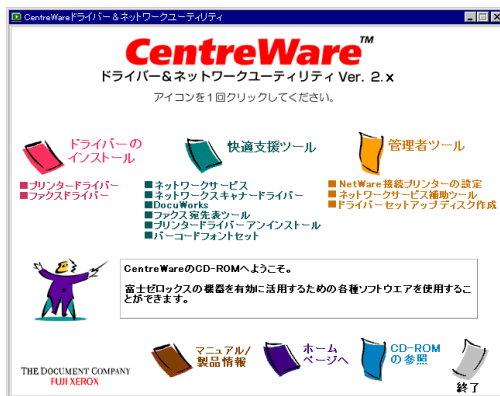 CentreWareドライバー＆ネットワークユーティリティ
CentreWare™
ドライバー＆ネットワークユーティリティ Ver. 2.x
アイコンを1回クリックしてください。
ドライバーの
インストール
■プリンタードライバー
■ファクスドライバー
快適支援ツール
■ネットワークサービス
■ネットワークスキャナードライバー
■DocuWorks
■ファクス宛先表ツール
■プリンタードライバーアンインストール
■バーコードフォントセット
管理者ツール
■NetWare接続プリンターの設定
■ネットワークサービス補助ツール
■ドライバーセットアップディスク作成
CentreWareのCD-ROMへようこそ。
富士ゼロックスの機器を有効に活用するための各種ソフトウエアを使用するこ
とができます。
マニュアル/
製品情報
ホーム
ページへ
CD-ROM
の参照
終了
THE DOCUMENT COMPANY
FUJI XEROX